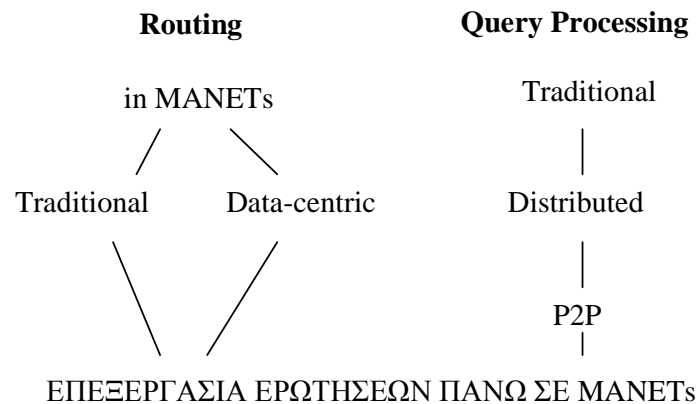 Routing Query Processing
in MANETs Traditional
Traditional Data-centric Distributed
P2P
ΕΠΕΞΕΡΓΑΣΙΑ ΕΡΩΤΗΣΕΩΝ ΠΑΝΩ ΣΕ MANETs